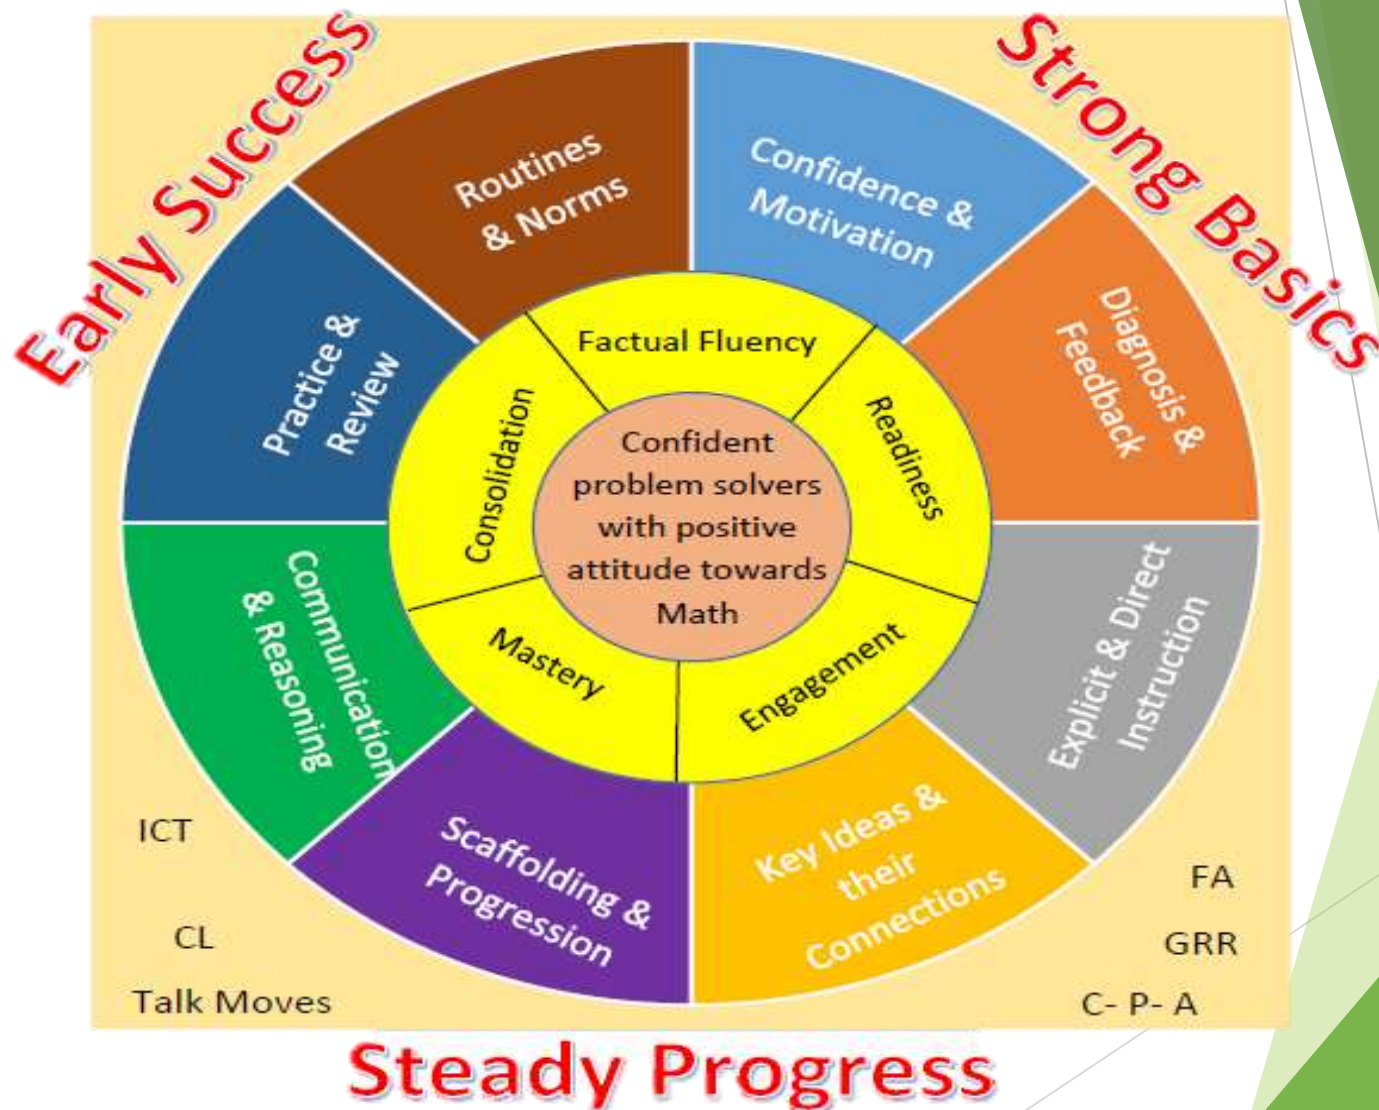 Early Success
Strong Basics
Routines
& Norms
Confidence &
Motivation
Diagnosis &
Feedback
Explicit & Direct
Instruction
Key Ideas &
their
Connections
Scaffolding &
Progression
Communication
& Reasoning
Practice &
Review
Factual Fluency
Readiness
Engagement
Mastery
Consolidation
Confident
problem solvers
with positive
attitude towards
Math
ICT
CL
Talk Moves
FA
GRR
C- P- A
Steady Progress